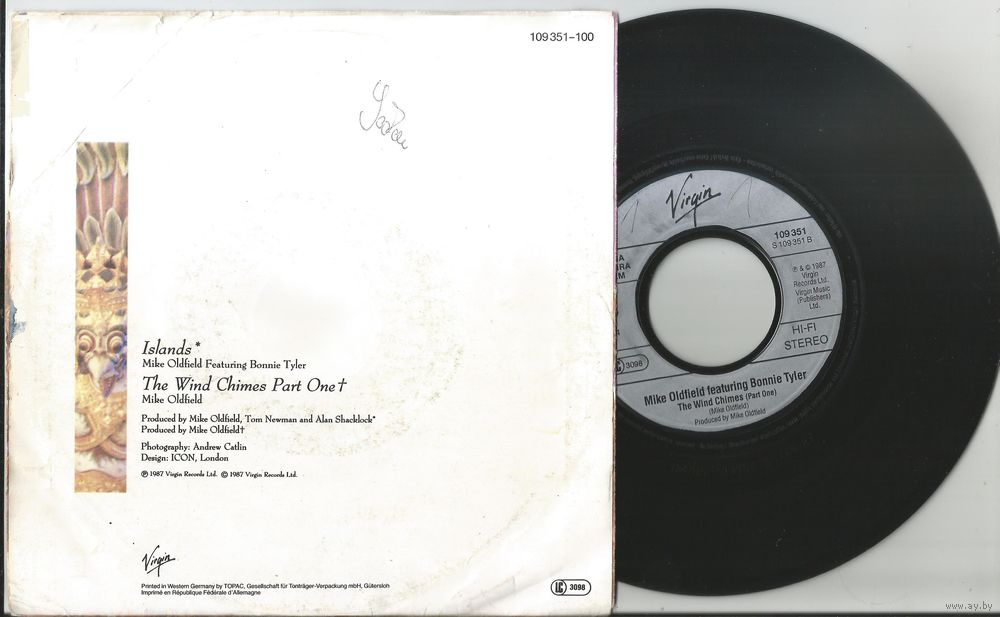 109 351-100
Islands *
Mike Oldfield Featuring Bonnie Tyler
The Wind Chimes Part One †
Mike Oldfield
Produced by Mike Oldfield, Tom Newman and Alan Shacklock*
Produced by Mike Oldfield†
Photography: Andrew Catlin
Design: ICON, London
℗ 1987 Virgin Records Ltd. © 1987 Virgin Records Ltd.
Virgin
Printed in Western Germany by TOPAC, Gesellschaft für Tonträger-Verpackung mbH, Gütersloh
Imprimé en République Fédérale d'Allemagne
LC 3098
Virgin
109 351
S 109 351 B
℗ & © 1987
Virgin
Records Ltd.
Virgin Music
(Publishers)
Ltd.
HI-FI
STEREO
3098
Mike Oldfield featuring Bonnie Tyler
The Wind Chimes (Part One)
(Mike Oldfield)
Produced by Mike Oldfield
www.ay.by